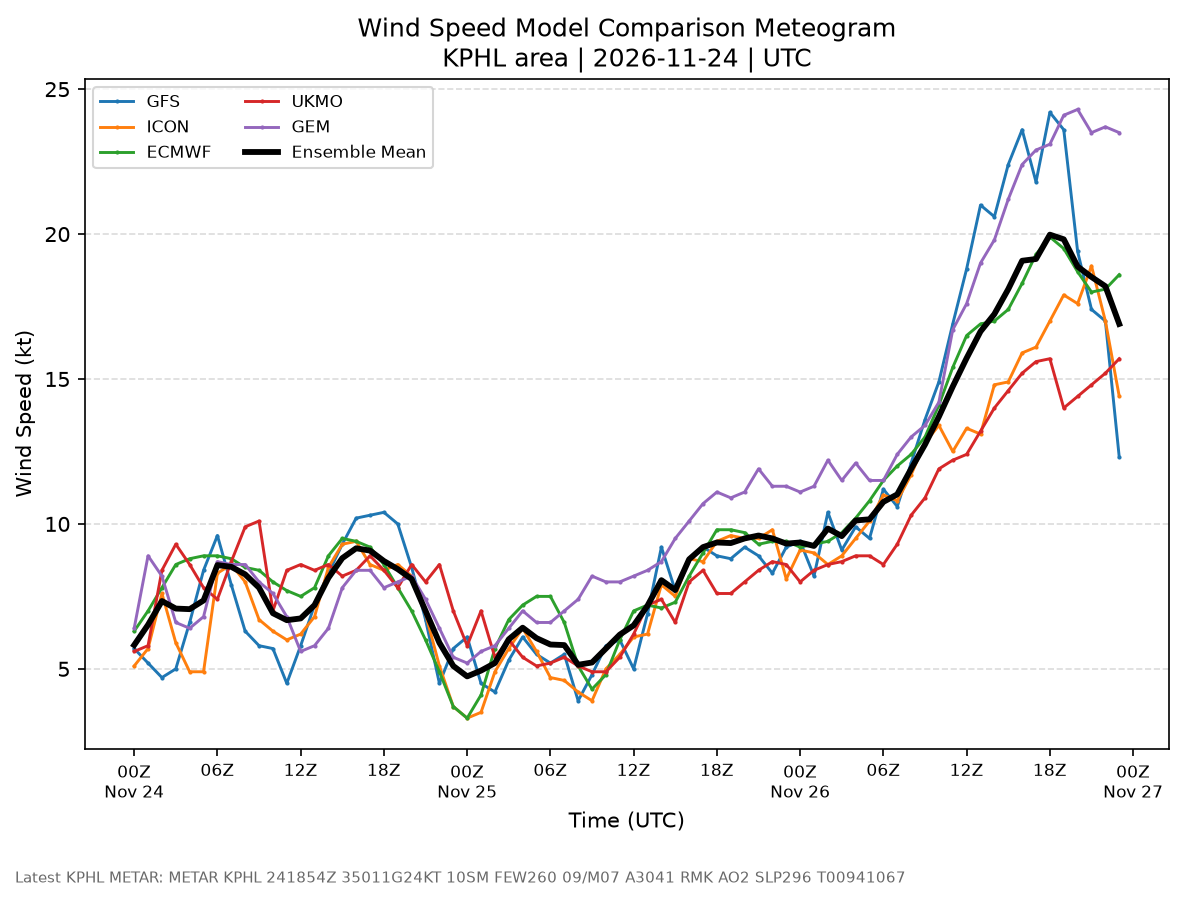 Wind Speed Model Comparison Meteogram
KPHL area | 2026-11-24 | UTC
GFS
ICON
ECMWF
UKMO
GEM
Ensemble Mean
Wind Speed (kt)
25
20
15
10
5
00Z 06Z 12Z 18Z 00Z 06Z 12Z 18Z 00Z 06Z 12Z 18Z 00Z
Nov 24 Nov 25 Nov 26 Nov 27
Time (UTC)
Latest KPHL METAR: METAR KPHL 241854Z 35011G24KT 10SM FEW260 09/M07 A3041 RMK AO2 SLP296 T00941067